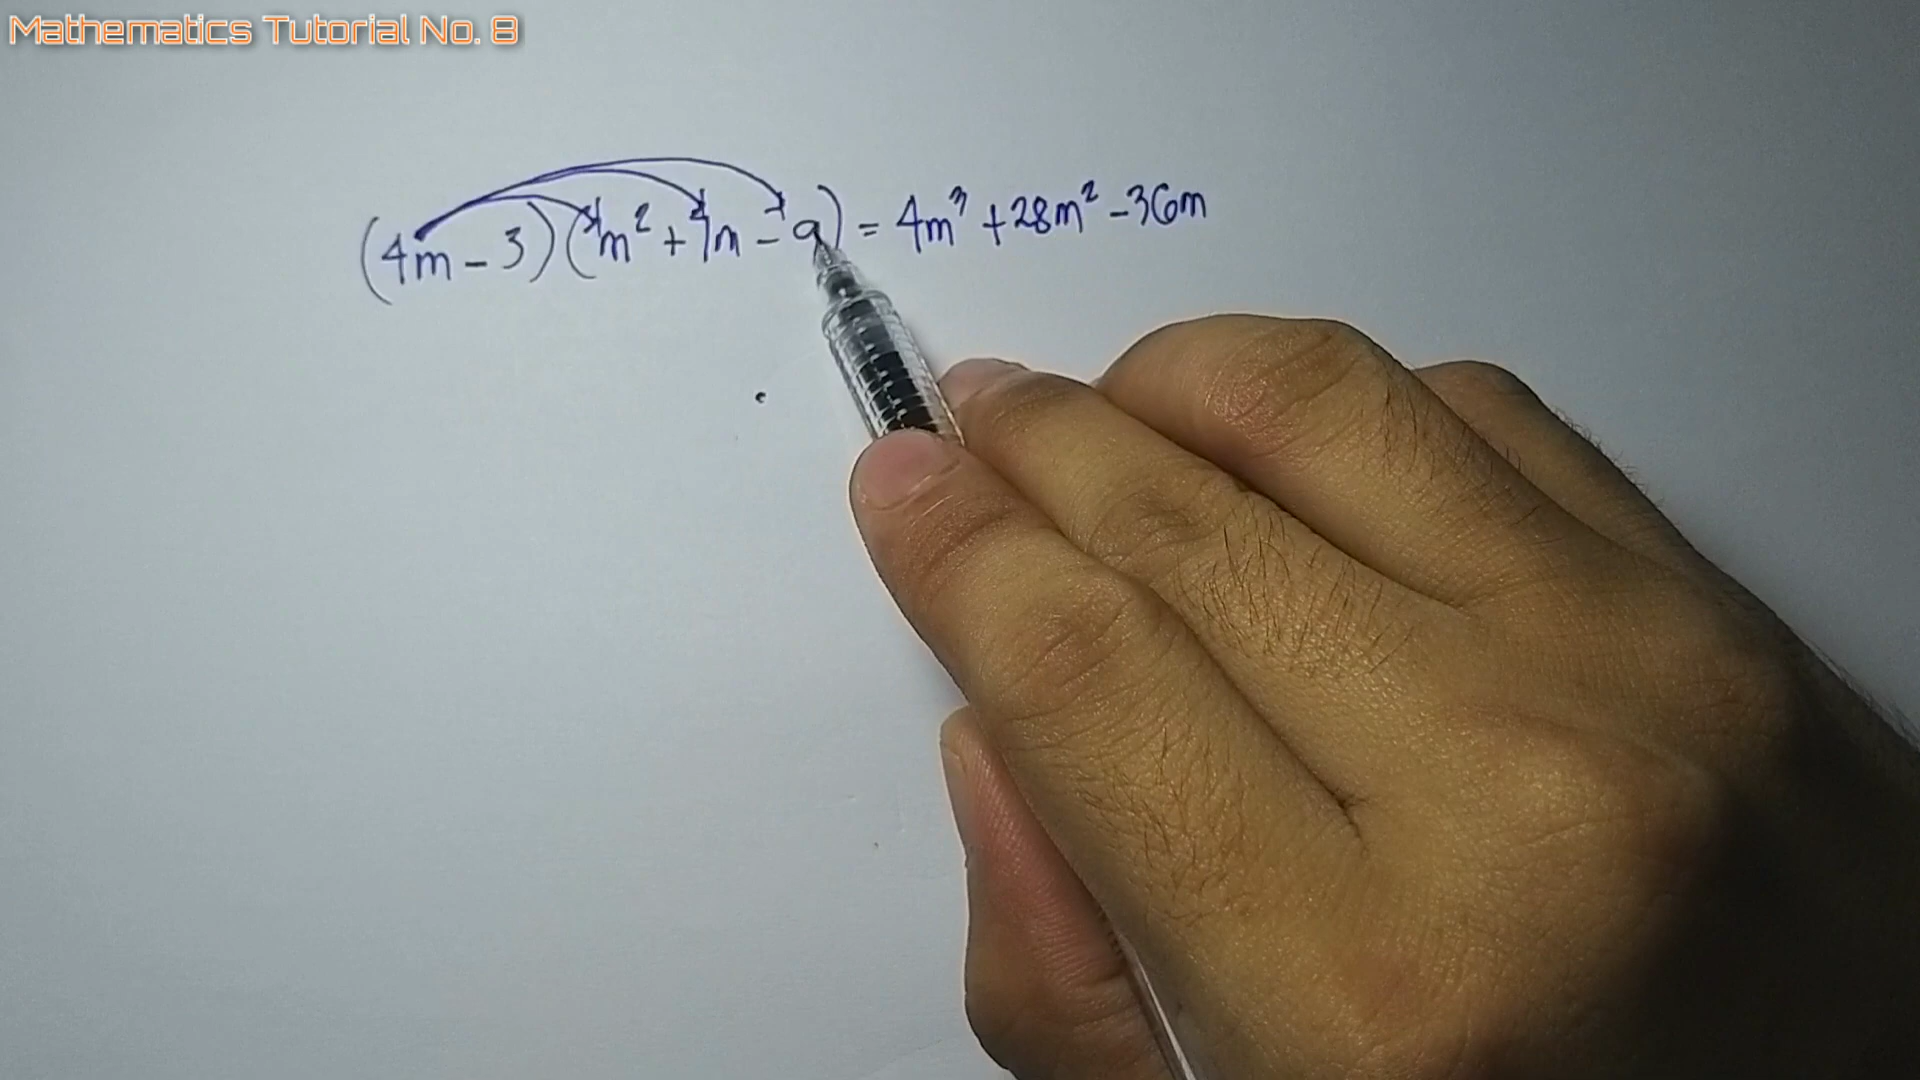 Mathematics Tutorial No. 8
(4m - 3)(m² + 7m - 9) = 4m³ + 28m² - 36m